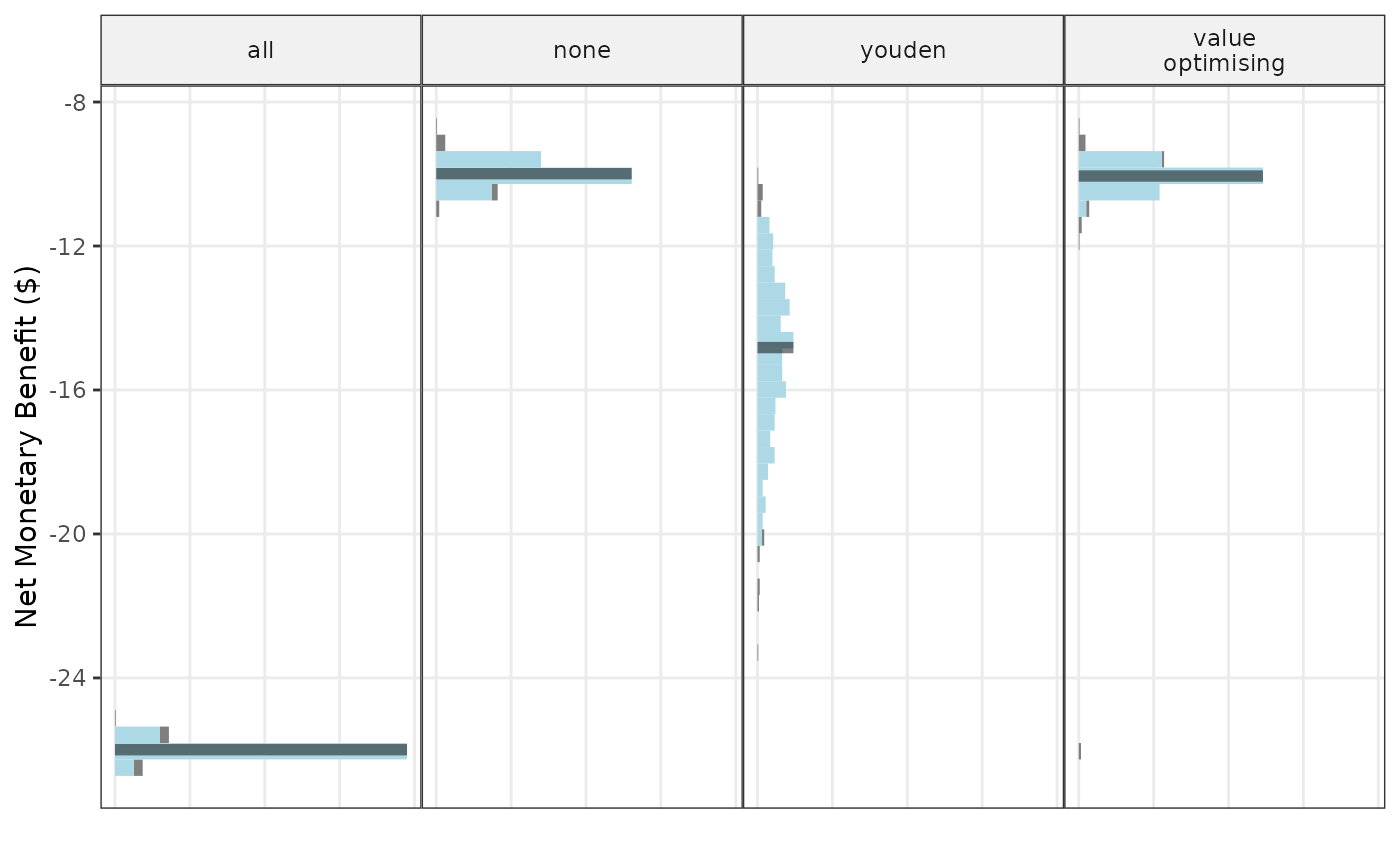 all
none
youden
value
optimising
Net Monetary Benefit ($)
-8
-12
-16
-20
-24